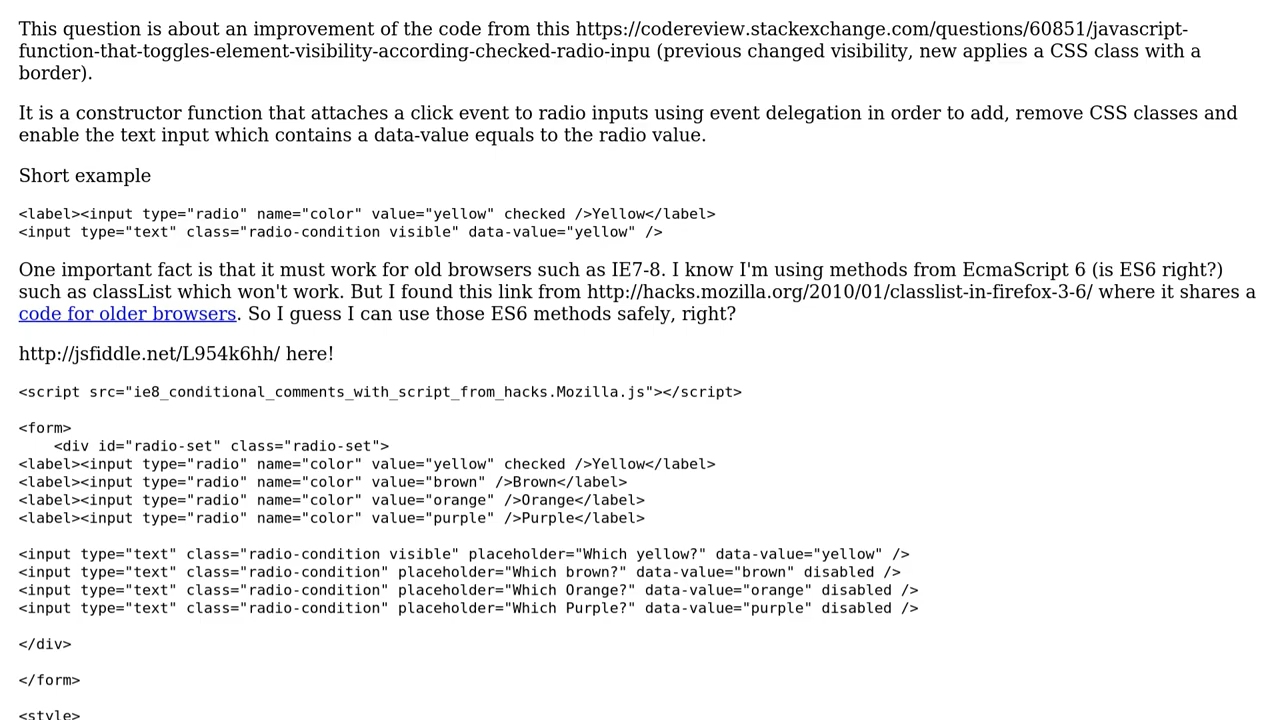 This question is about an improvement of the code from this https://codereview.stackexchange.com/questions/60851/javascript-
function-that-toggles-element-visibility-according-checked-radio-inpu (previous changed visibility, new applies a CSS class with a
border).
It is a constructor function that attaches a click event to radio inputs using event delegation in order to add, remove CSS classes and
enable the text input which contains a data-value equals to the radio value.
Short example
<label><input type="radio" name="color" value="yellow" checked />Yellow</label>
<input type="text" class="radio-condition visible" data-value="yellow" />
One important fact is that it must work for old browsers such as IE7-8. I know I'm using methods from EcmaScript 6 (is ES6 right?)
such as classList which won't work. But I found this link from http://hacks.mozilla.org/2010/01/classlist-in-firefox-3-6/ where it shares a
code for older browsers. So I guess I can use those ES6 methods safely, right?
http://jsfiddle.net/L954k6hh/ here!
<script src="ie8_conditional_comments_with_script_from_hacks.Mozilla.js"></script>
<form>
    <div id="radio-set" class="radio-set">
<label><input type="radio" name="color" value="yellow" checked />Yellow</label>
<label><input type="radio" name="color" value="brown" />Brown</label>
<label><input type="radio" name="color" value="orange" />Orange</label>
<label><input type="radio" name="color" value="purple" />Purple</label>
<input type="text" class="radio-condition visible" placeholder="Which yellow?" data-value="yellow" />
<input type="text" class="radio-condition" placeholder="Which brown?" data-value="brown" disabled />
<input type="text" class="radio-condition" placeholder="Which Orange?" data-value="orange" disabled />
<input type="text" class="radio-condition" placeholder="Which Purple?" data-value="purple" disabled />
</div>
</form>
<style>